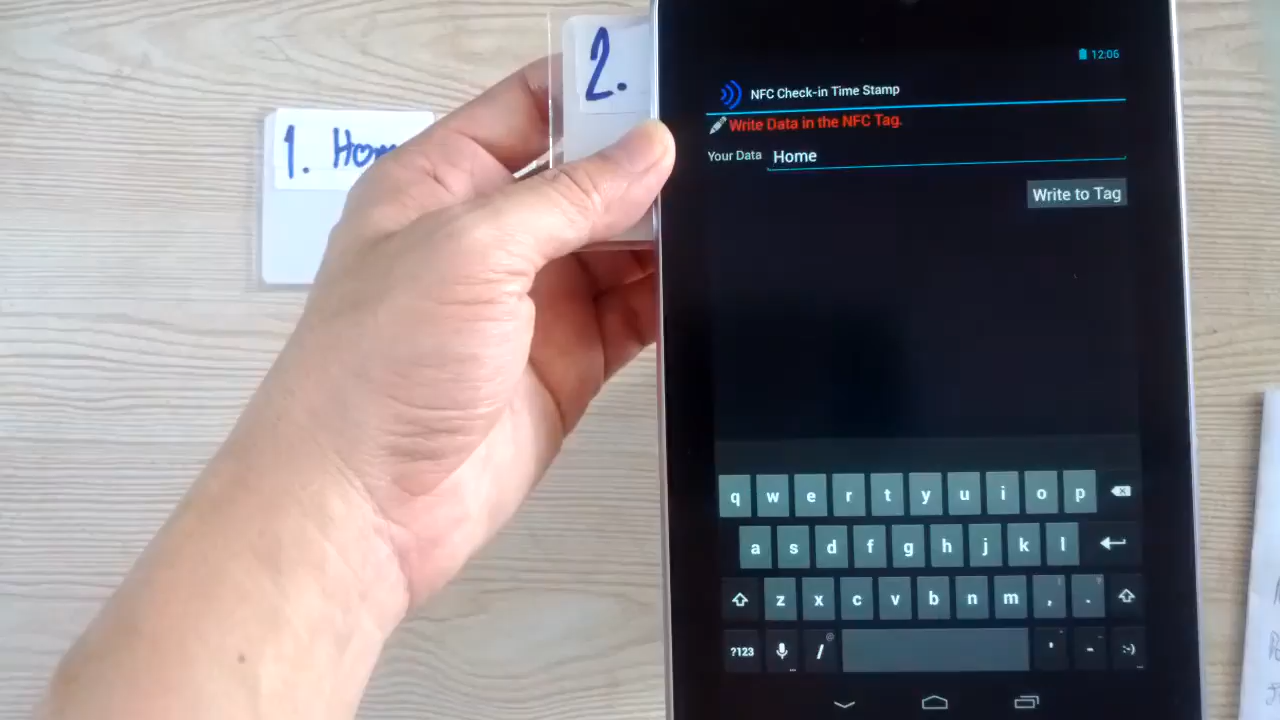 1. Home
2.
12:06
NFC Check-in Time Stamp
Write Data in the NFC Tag.
Your Data Home
Write to Tag
q w e r t y u i o p
a s d f g h j k l
z x c v b n m , .
?123 / @ ' - :-)